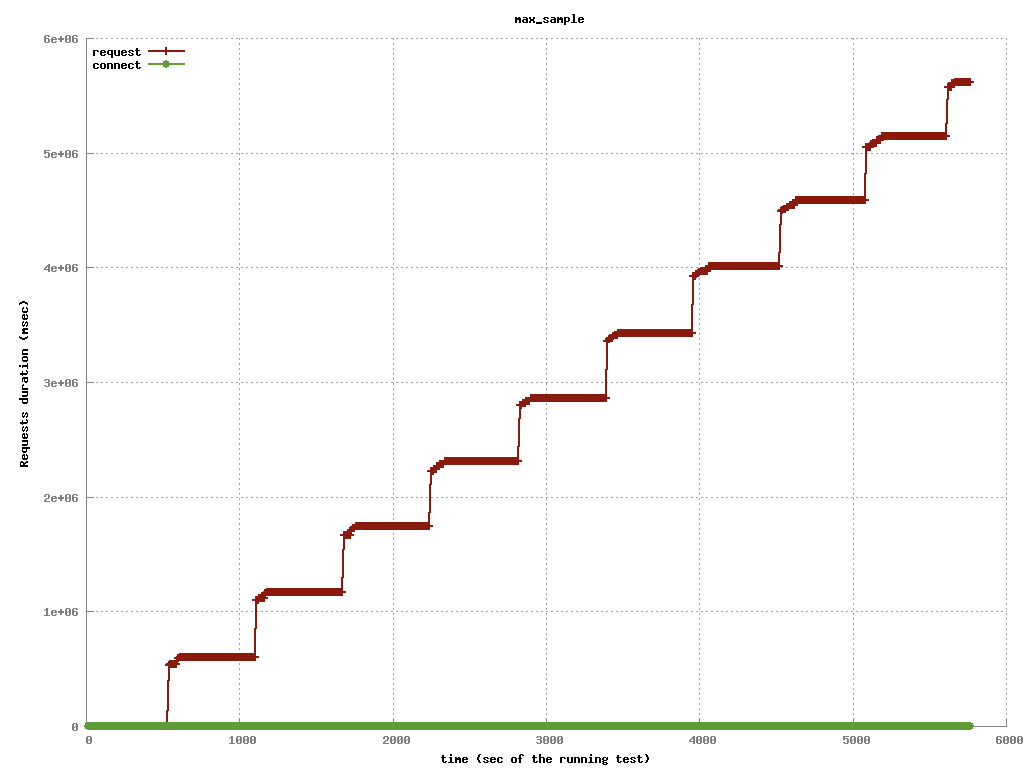 max_sample
6e+06
request
connect
5e+06
4e+06
3e+06
2e+06
1e+06
0
Requests duration (msec)
0 1000 2000 3000 4000 5000 6000
time (sec of the running test)